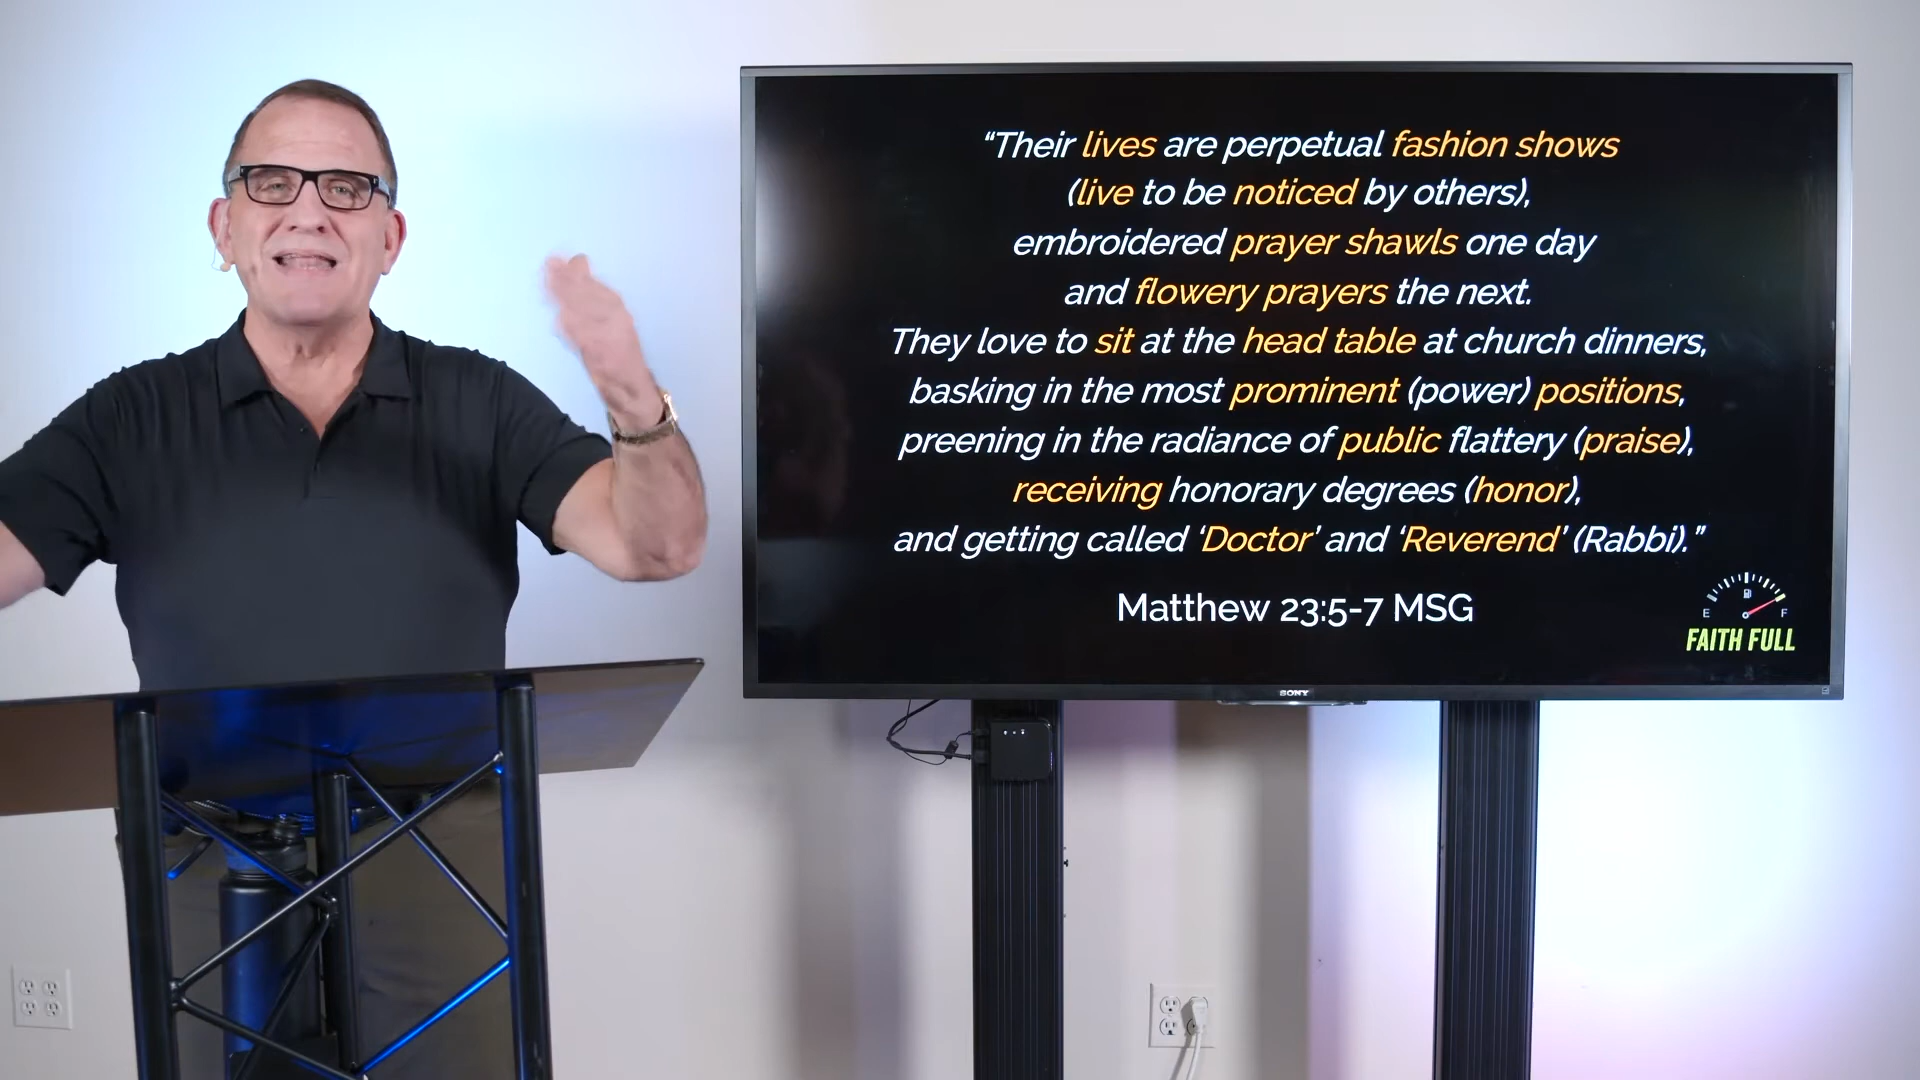 “Their lives are perpetual fashion shows
(live to be noticed by others),
embroidered prayer shawls one day
and flowery prayers the next.
They love to sit at the head table at church dinners,
basking in the most prominent (power) positions,
preening in the radiance of public flattery (praise),
receiving honorary degrees (honor),
and getting called ‘Doctor’ and ‘Reverend’ (Rabbi).”
Matthew 23:5-7 MSG
E F
FAITH FULL
SONY